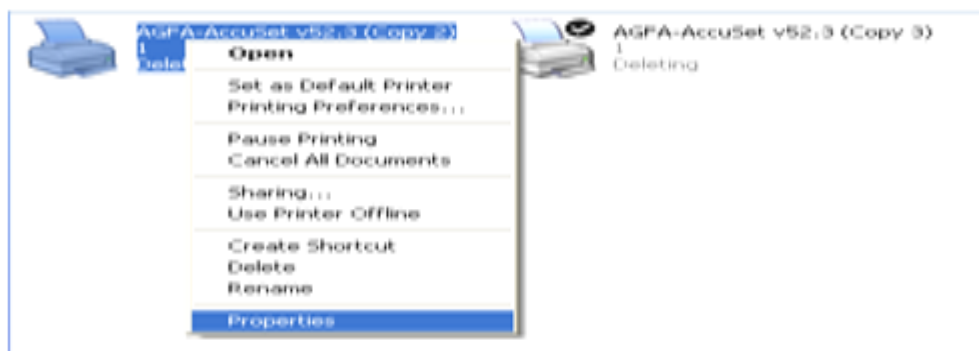 AGFA-AccuSet v52.3 (Copy 2)
1
Dele
Open
Set as Default Printer
Printing Preferences...
Pause Printing
Cancel All Documents
Sharing...
Use Printer Offline
Create Shortcut
Delete
Rename
Properties
AGFA-AccuSet v52.3 (Copy 3)
1
Deleting